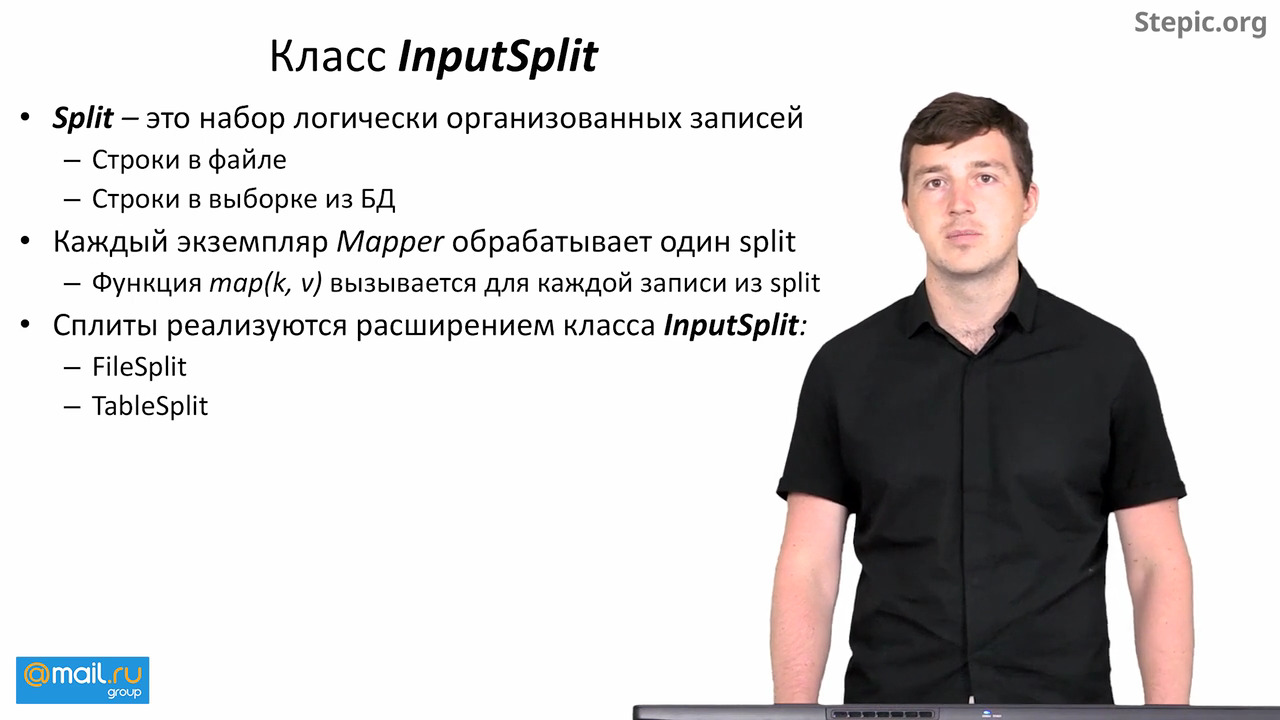 Stepic.org
Класс InputSplit
• Split – это набор логически организованных записей
– Строки в файле
– Строки в выборке из БД
• Каждый экземпляр Mapper обрабатывает один split
– Функция map(k, v) вызывается для каждой записи из split
• Сплиты реализуются расширением класса InputSplit:
– FileSplit
– TableSplit
@mail.ru
group